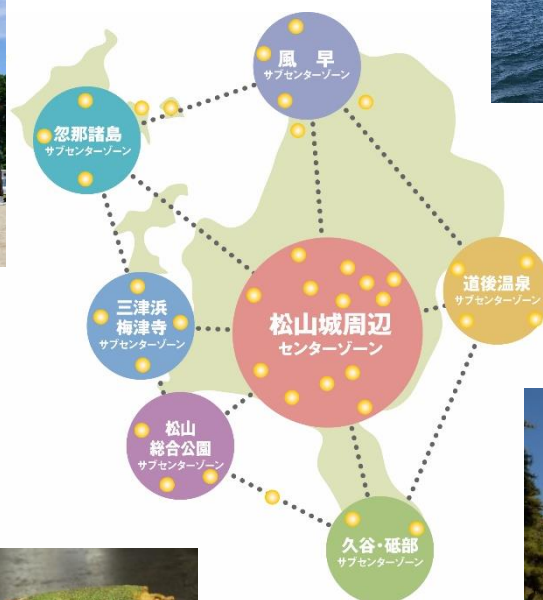 風 早
サブセンターゾーン
忽那諸島
サブセンターゾーン
道後温泉
サブセンターゾーン
三津浜
梅津寺
サブセンターゾーン
松山城周辺
センターゾーン
松山
総合公園
サブセンターゾーン
久谷・砥部
サブセンターゾーン